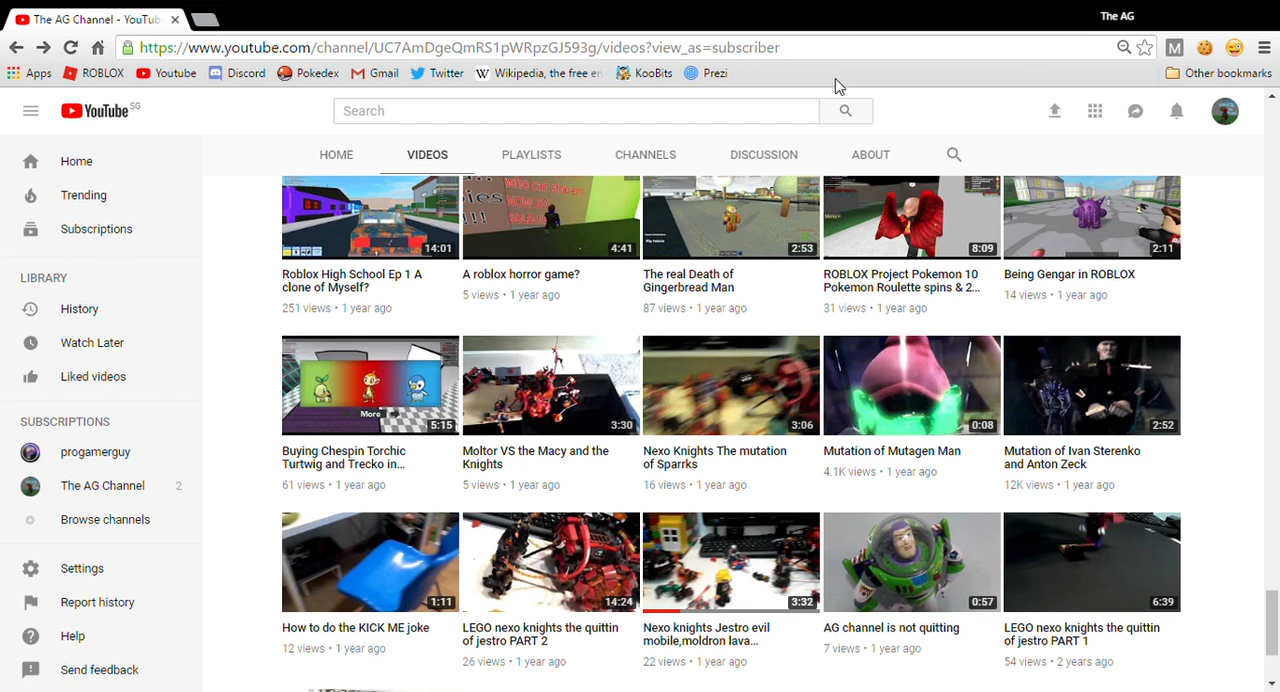 The AG Channel - YouTub
The AG
https://www.youtube.com/channel/UC7AmDgeQmRS1pWRpzGJ593g/videos?view_as=subscriber
Apps ROBLOX Youtube Discord Pokedex Gmail Twitter Wikipedia, the free en KooBits Prezi Other bookmarks
YouTube SG
Search
HOME VIDEOS PLAYLISTS CHANNELS DISCUSSION ABOUT
Home
Trending
Subscriptions
LIBRARY
History
Watch Later
Liked videos
SUBSCRIPTIONS
progamerguy
The AG Channel 2
Browse channels
Settings
Report history
Help
Send feedback
14:01 4:41 2:53 8:09 2:11
Roblox High School Ep 1 A
clone of Myself?
251 views • 1 year ago
A roblox horror game?
5 views • 1 year ago
The real Death of
Gingerbread Man
87 views • 1 year ago
ROBLOX Project Pokemon 10
Pokemon Roulette spins & 2...
31 views • 1 year ago
Being Gengar in ROBLOX
14 views • 1 year ago
More
5:15 3:30 3:06 0:08 2:52
Buying Chespin Torchic
Turtwig and Trecko in...
61 views • 1 year ago
Moltor VS the Macy and the
Knights
5 views • 1 year ago
Nexo Knights The mutation
of Sparrks
16 views • 1 year ago
Mutation of Mutagen Man
4.1K views • 1 year ago
Mutation of Ivan Sterenko
and Anton Zeck
12K views • 1 year ago
1:11 14:24 3:32 0:57 6:39
How to do the KICK ME joke
12 views • 1 year ago
LEGO nexo knights the quittin
of jestro PART 2
26 views • 1 year ago
Nexo knights Jestro evil
mobile,moldron lava...
22 views • 1 year ago
AG channel is not quitting
7 views • 1 year ago
LEGO nexo knights the quittin
of jestro PART 1
54 views • 2 years ago